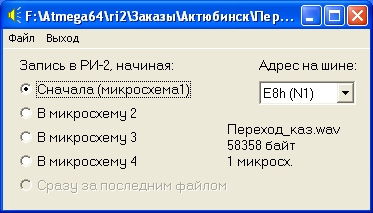 F:\Atmega64\ri2\Заказы\Актюбинск\Пер...
Файл Выход
Запись в РИ-2, начиная:
Адрес на шине:
Сначала (микросхема1)
E8h (N1)
В микросхему 2
В микросхему 3
В микросхему 4
Сразу за последним файлом
Переход_каз.wav
58358 байт
1 микросх.